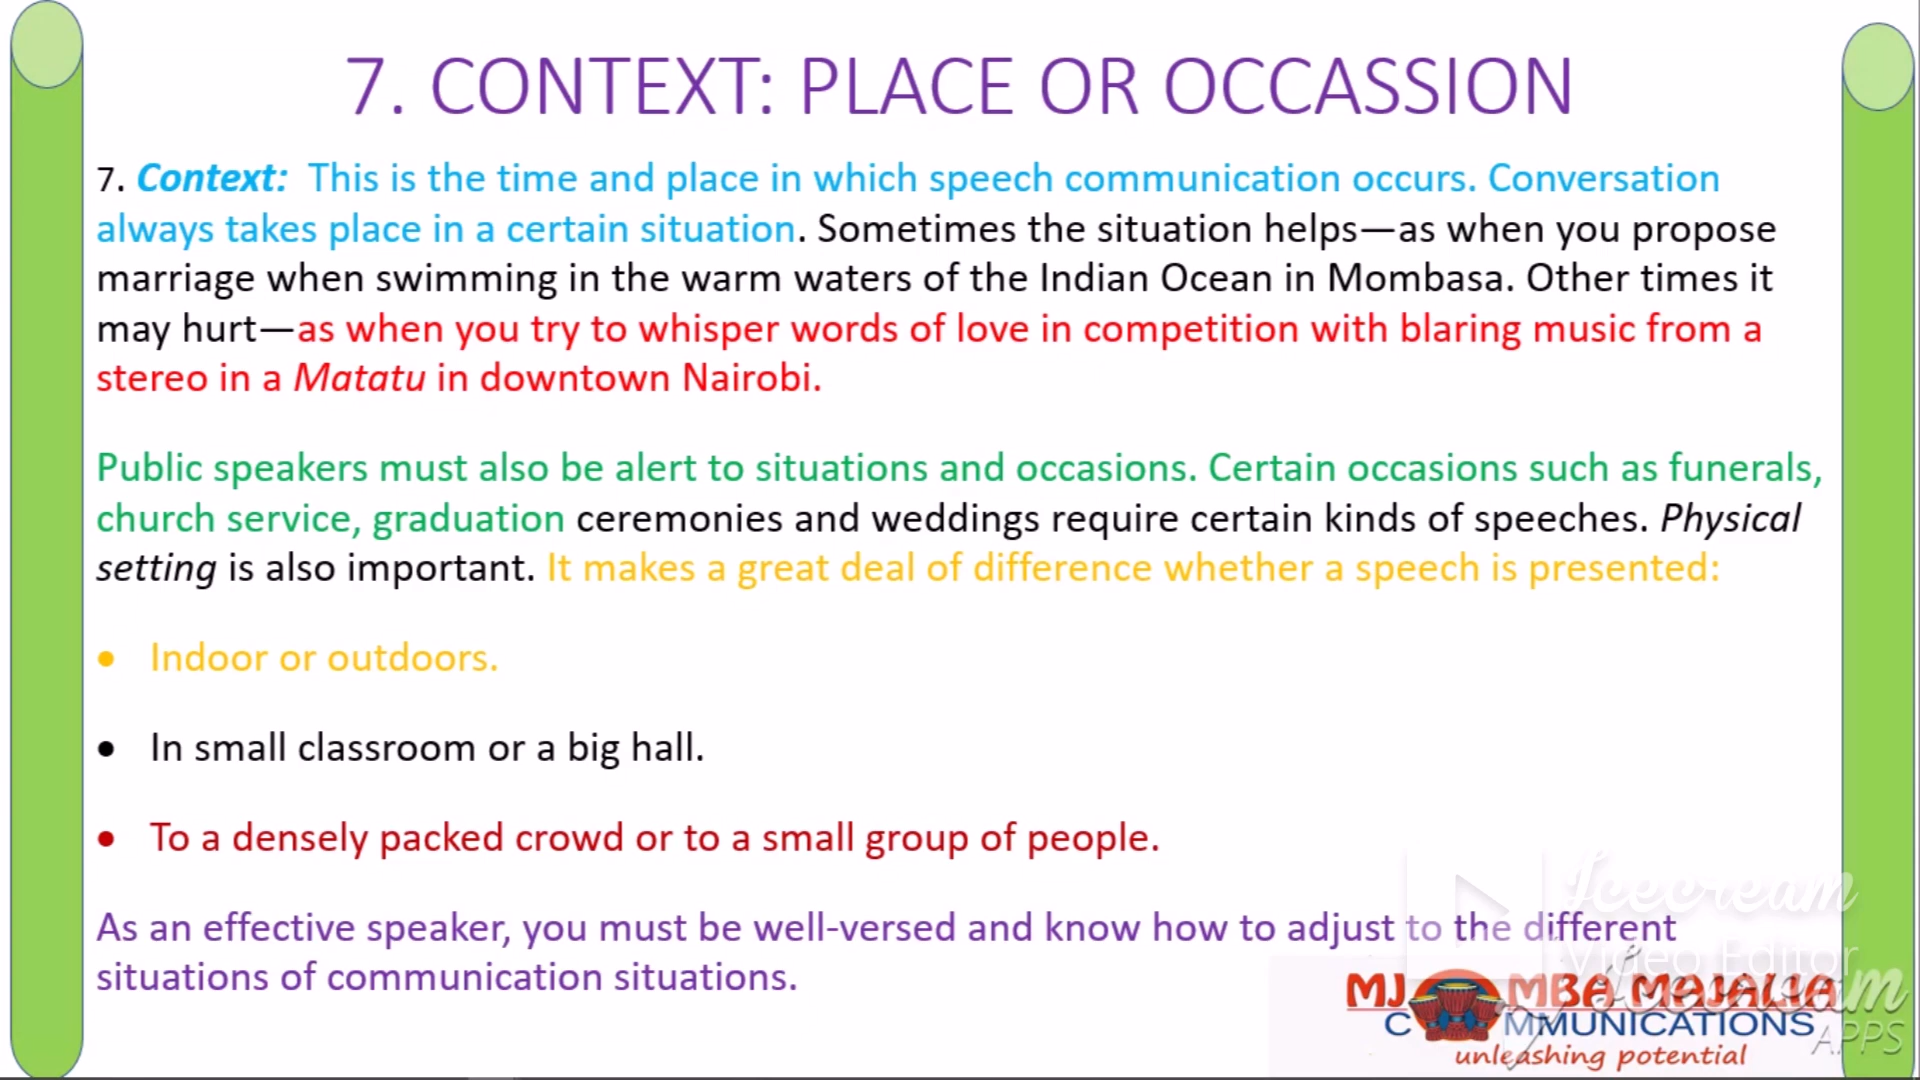 7. CONTEXT: PLACE OR OCCASSION
7. Context: This is the time and place in which speech communication occurs. Conversation
always takes place in a certain situation. Sometimes the situation helps—as when you propose
marriage when swimming in the warm waters of the Indian Ocean in Mombasa. Other times it
may hurt—as when you try to whisper words of love in competition with blaring music from a
stereo in a Matatu in downtown Nairobi.
Public speakers must also be alert to situations and occasions. Certain occasions such as funerals,
church service, graduation ceremonies and weddings require certain kinds of speeches. Physical
setting is also important. It makes a great deal of difference whether a speech is presented:
• Indoor or outdoors.
• In small classroom or a big hall.
• To a densely packed crowd or to a small group of people.
As an effective speaker, you must be well-versed and know how to adjust to the different
situations of communication situations.
Icecream
Video Editor
MJOMBA MAJALIA
COMMUNICATIONS
unleashing potential
Icecream
APPS